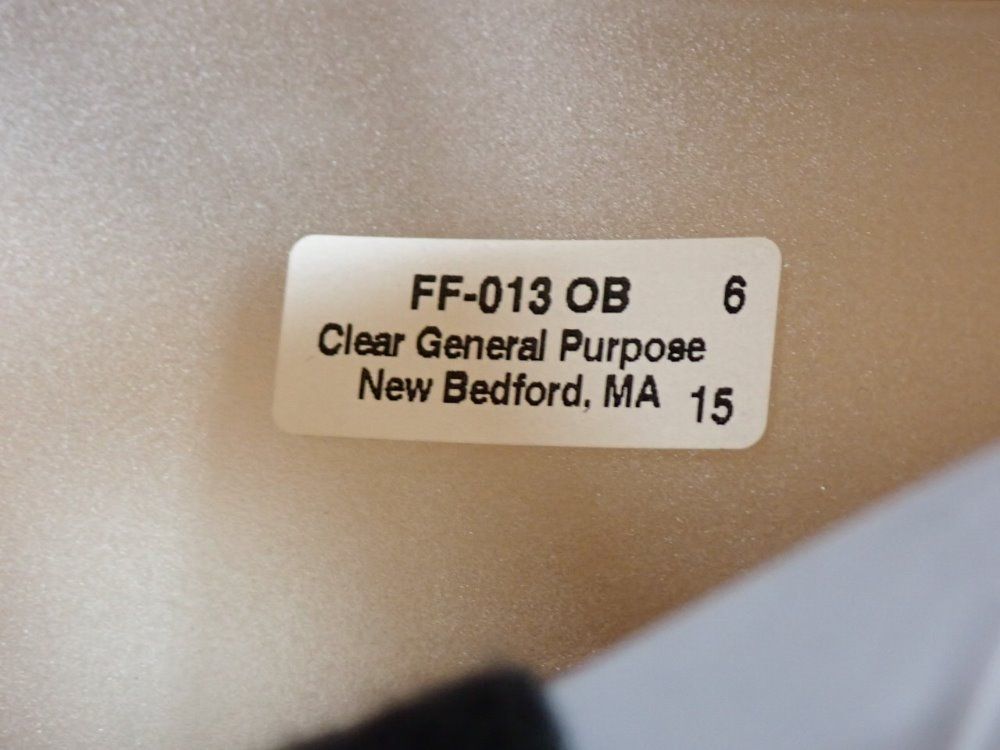 FF-013 OB 6
Clear General Purpose
New Bedford, MA 15